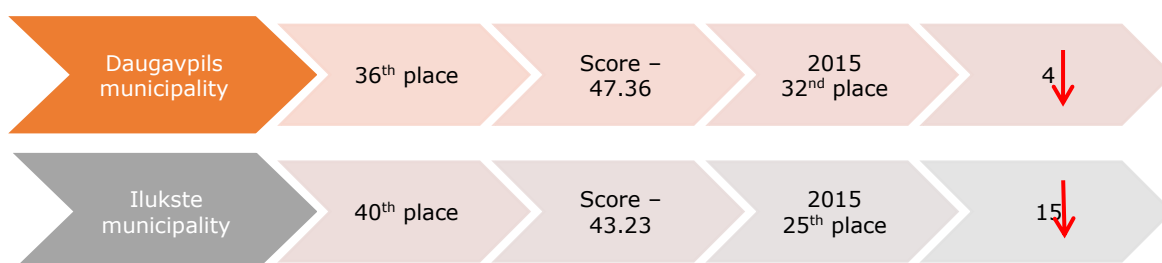 Daugavpils
municipality
36th place
Score –
47.36
2015
32nd place
4
Ilukste
municipality
40th place
Score –
43.23
2015
25th place
15